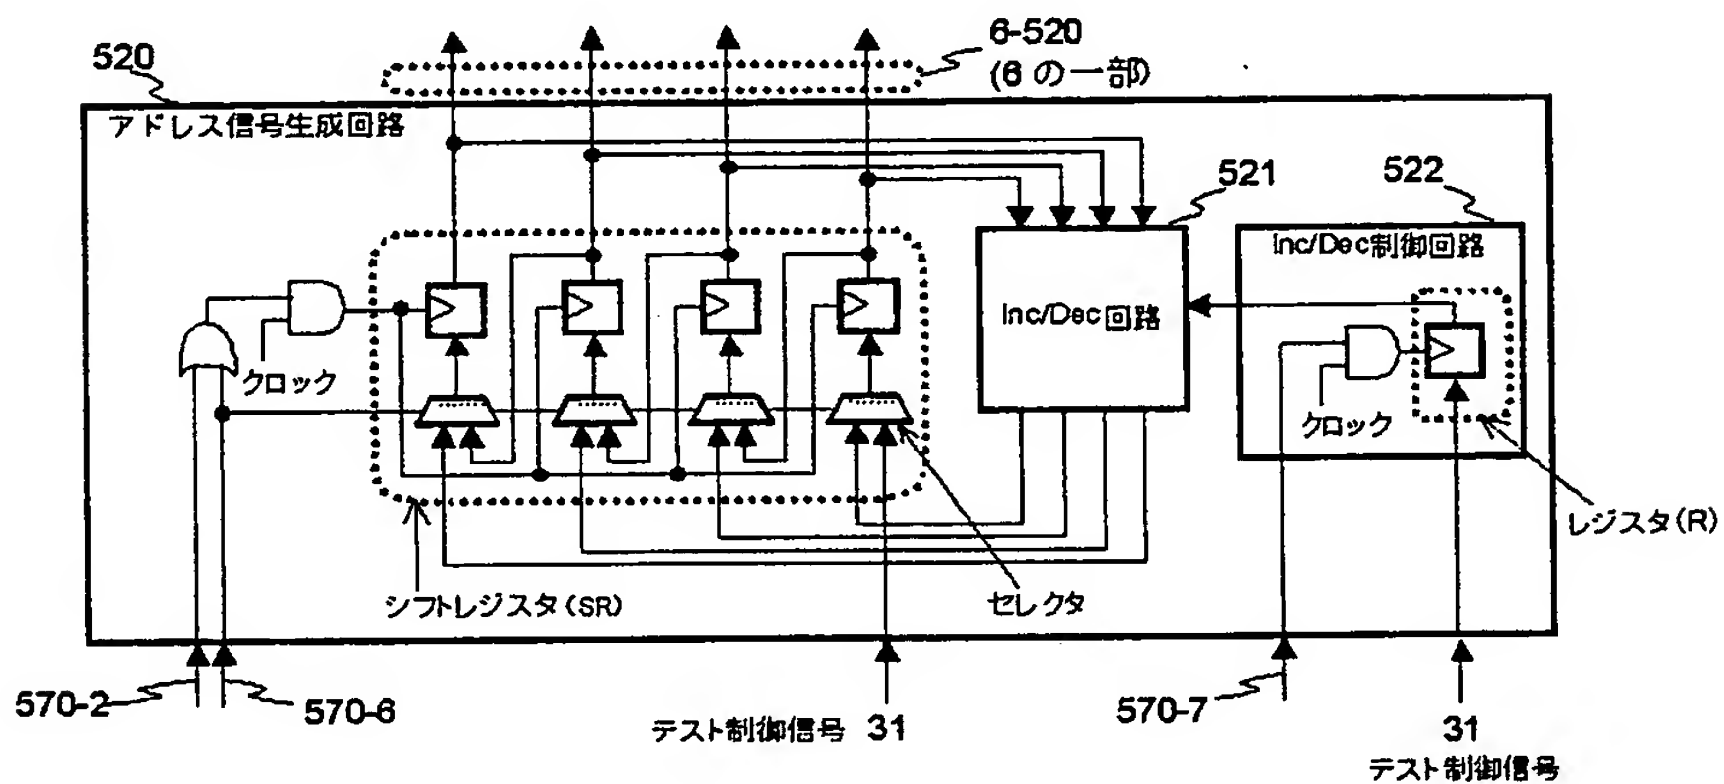 6-520
(6の一部)
520
アドレス信号生成回路
521
522
Inc/Dec制御回路
Inc/Dec回路
クロック
クロック
レジスタ(R)
シフトレジスタ(SR)
セレクタ
570-2
570-6
テスト制御信号 31
570-7
31
テスト制御信号